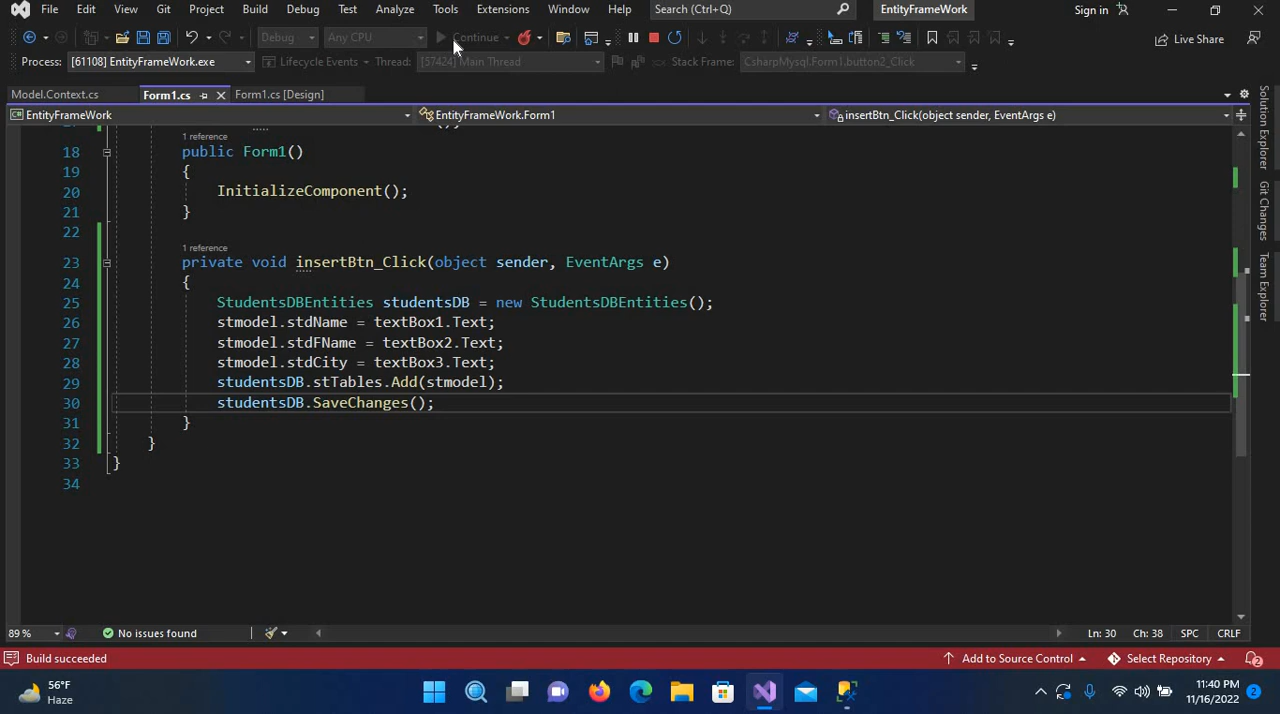 File Edit View Git Project Build Debug Test Analyze Tools Extensions Window Help Search (Ctrl+Q) EntityFrameWork Sign in
Debug Any CPU Continue Live Share
Process: [61108] EntityFrameWork.exe Lifecycle Events Thread: [57424] Main Thread Stack Frame: CsharpMysql.Form1.button2_Click
Model.Context.cs Form1.cs Form1.cs [Design]
EntityFrameWork EntityFrameWork.Form1 insertBtn_Click(object sender, EventArgs e)
1 reference
18 public Form1()
19 {
20 InitializeComponent();
21 }
22
1 reference
23 private void insertBtn_Click(object sender, EventArgs e)
24 {
25 StudentsDBEntities studentsDB = new StudentsDBEntities();
26 stmodel.stdName = textBox1.Text;
27 stmodel.stdFName = textBox2.Text;
28 stmodel.stdCity = textBox3.Text;
29 studentsDB.stTables.Add(stmodel);
30 studentsDB.SaveChanges();
31 }
32 }
33 }
34
Solution Explorer
Git Changes
Team Explorer
89 % No issues found Ln: 30 Ch: 38 SPC CRLF
Build succeeded Add to Source Control Select Repository 2
56°F
Haze
11:40 PM
11/16/2022 2